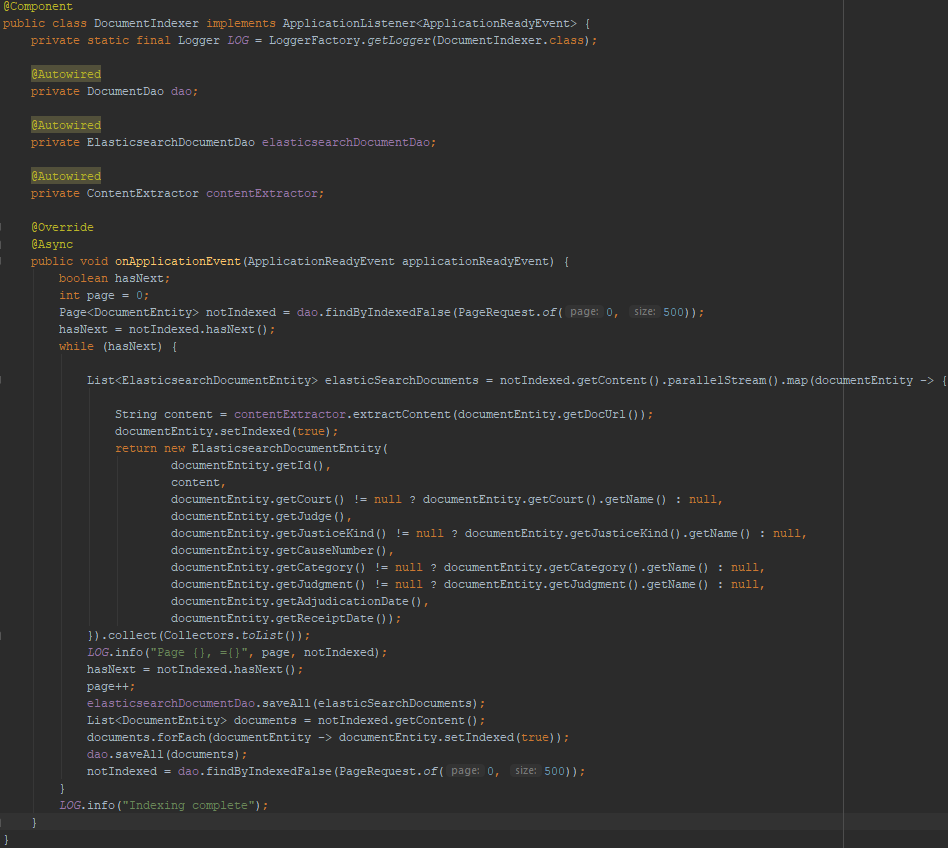 @Component
public class DocumentIndexer implements ApplicationListener<ApplicationReadyEvent> {
    private static final Logger LOG = LoggerFactory.getLogger(DocumentIndexer.class);

    @Autowired
    private DocumentDao dao;

    @Autowired
    private ElasticsearchDocumentDao elasticsearchDocumentDao;

    @Autowired
    private ContentExtractor contentExtractor;

    @Override
    @Async
    public void onApplicationEvent(ApplicationReadyEvent applicationReadyEvent) {
        boolean hasNext;
        int page = 0;
        Page<DocumentEntity> notIndexed = dao.findByIndexedFalse(PageRequest.of( page: 0, size: 500));
        hasNext = notIndexed.hasNext();
        while (hasNext) {

            List<ElasticsearchDocumentEntity> elasticSearchDocuments = notIndexed.getContent().parallelStream().map(documentEntity -> {

                String content = contentExtractor.extractContent(documentEntity.getDocUrl());
                documentEntity.setIndexed(true);
                return new ElasticsearchDocumentEntity(
                        documentEntity.getId(),
                        content,
                        documentEntity.getCourt() != null ? documentEntity.getCourt().getName() : null,
                        documentEntity.getJudge(),
                        documentEntity.getJusticeKind() != null ? documentEntity.getJusticeKind().getName() : null,
                        documentEntity.getCauseNumber(),
                        documentEntity.getCategory() != null ? documentEntity.getCategory().getName() : null,
                        documentEntity.getJudgment() != null ? documentEntity.getJudgment().getName() : null,
                        documentEntity.getAdjudicationDate(),
                        documentEntity.getReceiptDate());
            }).collect(Collectors.toList());
            LOG.info("Page {}, ={}", page, notIndexed);
            hasNext = notIndexed.hasNext();
            page++;
            elasticsearchDocumentDao.saveAll(elasticSearchDocuments);
            List<DocumentEntity> documents = notIndexed.getContent();
            documents.forEach(documentEntity -> documentEntity.setIndexed(true));
            dao.saveAll(documents);
            notIndexed = dao.findByIndexedFalse(PageRequest.of( page: 0, size: 500));
        }
        LOG.info("Indexing complete");
    }
}